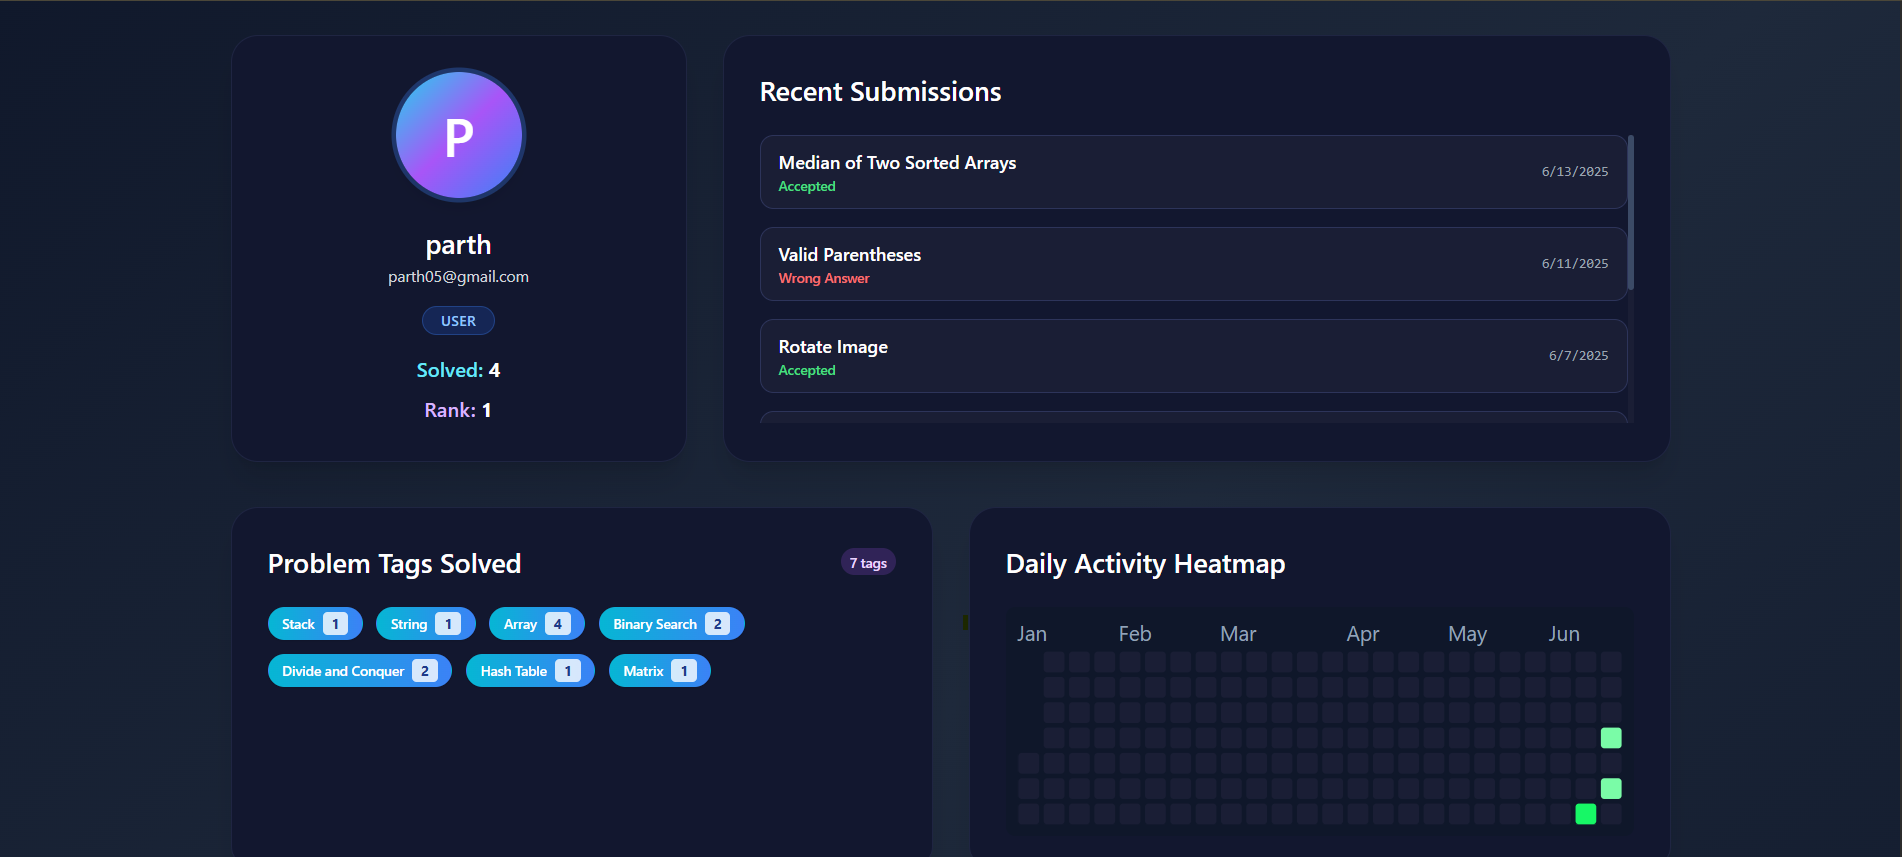 P
parth
parth05@gmail.com
USER
Solved: 4
Rank: 1
Recent Submissions
Median of Two Sorted Arrays
Accepted
6/13/2025
Valid Parentheses
Wrong Answer
6/11/2025
Rotate Image
Accepted
6/7/2025
Problem Tags Solved
7 tags
Stack 1 String 1 Array 4 Binary Search 2
Divide and Conquer 2 Hash Table 1 Matrix 1
Daily Activity Heatmap
Jan Feb Mar Apr May Jun